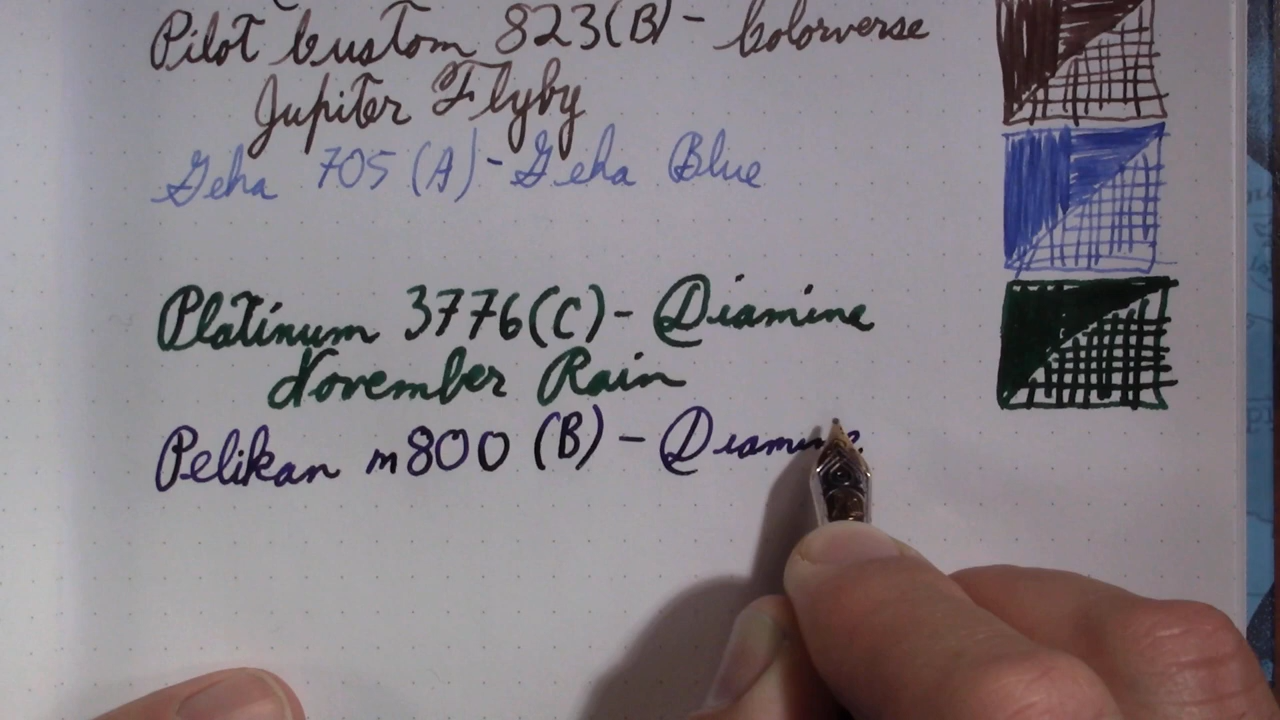 Pilot Custom 823(B) - Colorverse
Jupiter Flyby
Geha 705 (A) - Geha Blue
Platinum 3776(C) - Diamine
November Rain
Pelikan m800 (B) - Diamine